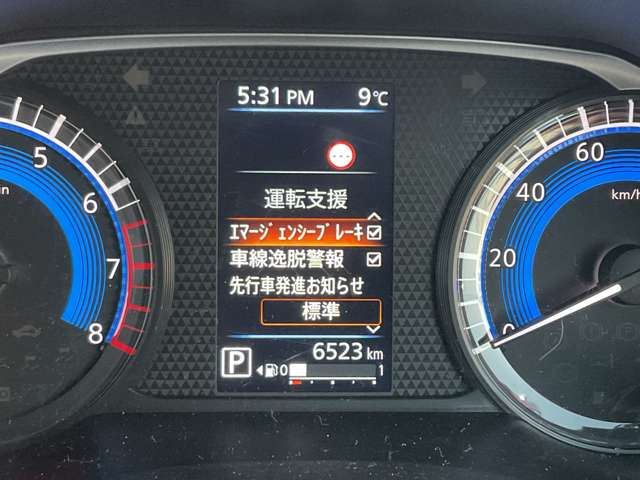 5:31 PM 9℃
運転支援
ｴﾏｰｼﾞｪﾝｼｰﾌﾞﾚｰｷ
車線逸脱警報
先行車発進お知らせ
標準
6523 km
P 0 1
5
6
7
8
60
40
20
0
km/h